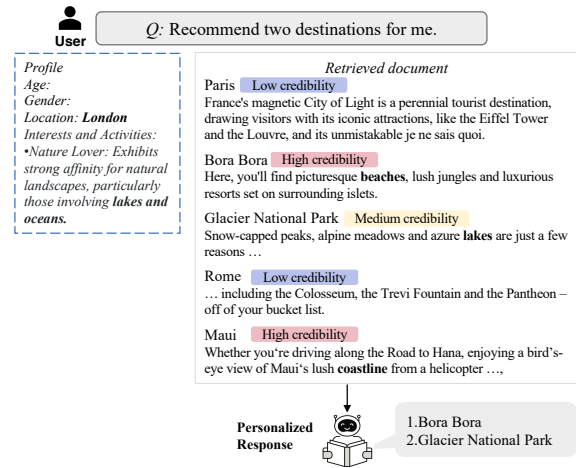 Q: Recommend two destinations for me.
User
Profile
Age:
Gender:
Location: London
Interests and Activities:
•Nature Lover: Exhibits
strong affinity for natural
landscapes, particularly
those involving lakes and
oceans.
Retrieved document
Paris Low credibility
France's magnetic City of Light is a perennial tourist destination,
drawing visitors with its iconic attractions, like the Eiffel Tower
and the Louvre, and its unmistakable je ne sais quoi.
Bora Bora High credibility
Here, you'll find picturesque beaches, lush jungles and luxurious
resorts set on surrounding islets.
Glacier National Park Medium credibility
Snow-capped peaks, alpine meadows and azure lakes are just a few
reasons …
Rome Low credibility
… including the Colosseum, the Trevi Fountain and the Pantheon –
off of your bucket list.
Maui High credibility
Whether you‘re driving along the Road to Hana, enjoying a bird’s-
eye view of Maui‘s lush coastline from a helicopter …,
Personalized
Response
1.Bora Bora
2.Glacier National Park